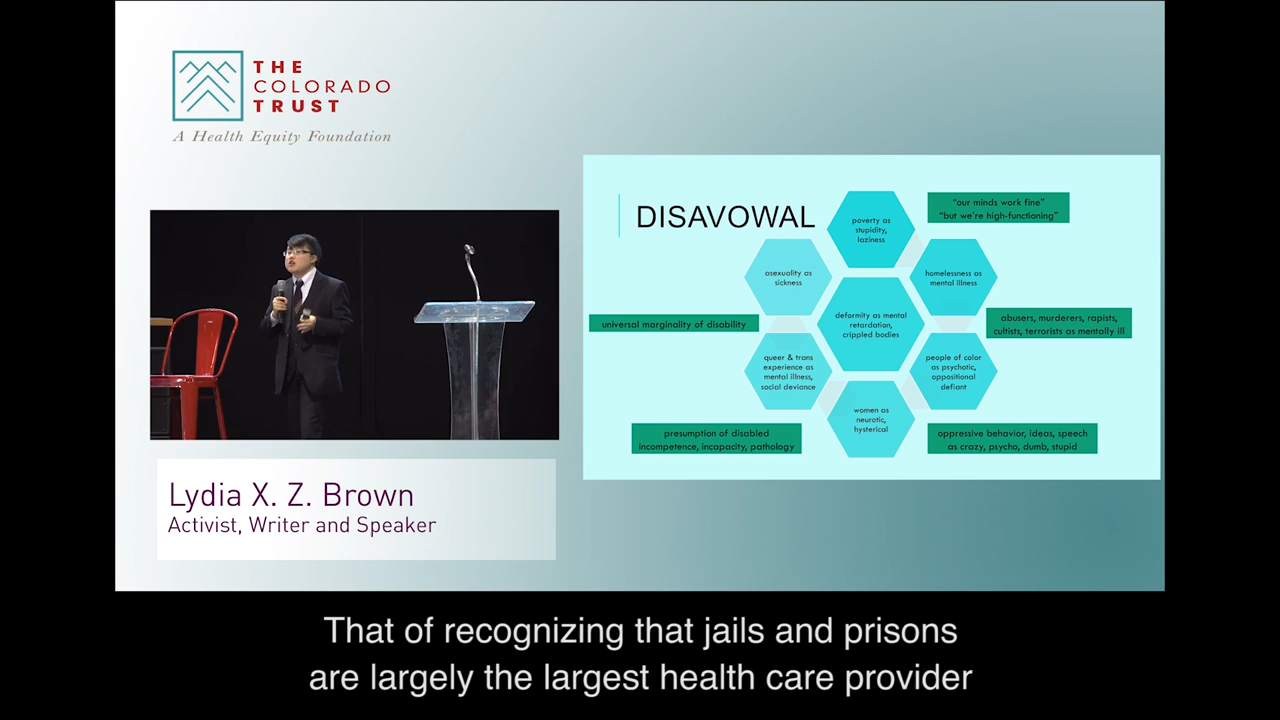 THE
COLORADO
TRUST
A Health Equity Foundation
DISAVOWAL
poverty as
stupidity,
laziness
“our minds work fine”
“but we’re high-functioning”
asexuality as
sickness
homelessness as
mental illness
universal marginality of disability
deformity as mental
retardation,
crippled bodies
abusers, murderers, rapists,
cultists, terrorists as mentally ill
queer & trans
experience as
mental illness,
social deviance
people of color
as psychotic,
oppositional
defiant
women as
neurotic,
hysterical
presumption of disabled
incompetence, incapacity, pathology
oppressive behavior, ideas, speech
as crazy, psycho, dumb, stupid
Lydia X. Z. Brown
Activist, Writer and Speaker
That of recognizing that jails and prisons
are largely the largest health care provider